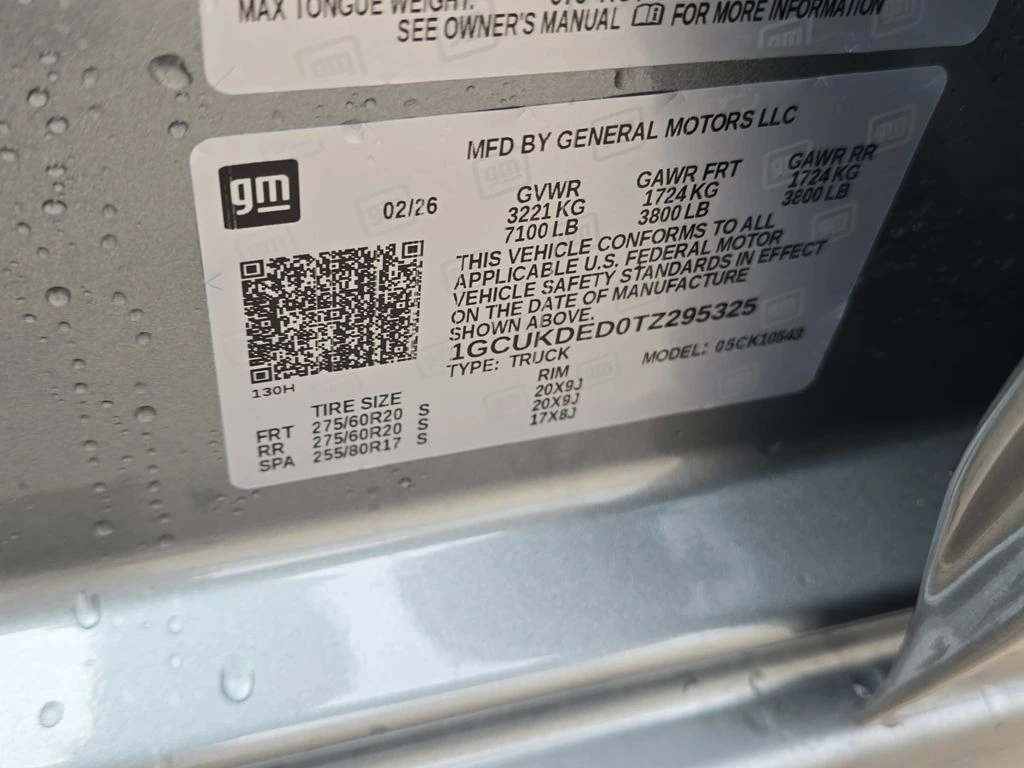 MAX TONGUE WEIGHT:
SEE OWNER'S MANUAL FOR MORE INFORMATION
MFD BY GENERAL MOTORS LLC
gm
02/26
GVWR GAWR FRT GAWR RR
3221 KG 1724 KG 1724 KG
7100 LB 3800 LB 3800 LB
THIS VEHICLE CONFORMS TO ALL
APPLICABLE U.S. FEDERAL MOTOR
VEHICLE SAFETY STANDARDS IN EFFECT
ON THE DATE OF MANUFACTURE
SHOWN ABOVE.
1GCUKDED0TZ295325
TYPE: TRUCK MODEL: 05CK10543
130H
TIRE SIZE RIM
FRT 275/60R20 S 20X9J
RR 275/60R20 S 20X9J
SPA 255/80R17 S 17X8J